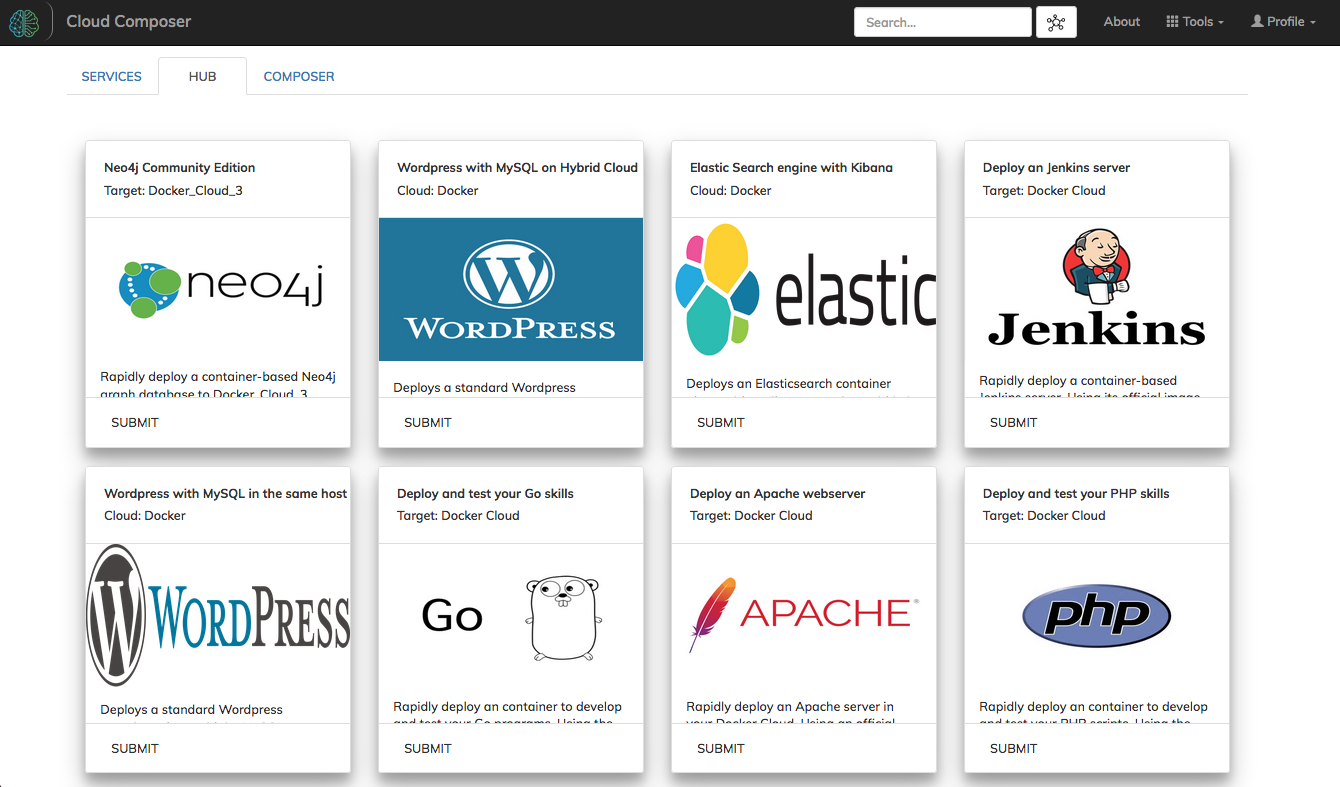 Cloud Composer
Search...
About
Tools
Profile
SERVICES
HUB
COMPOSER
Neo4j Community Edition
Target: Docker_Cloud_3
neo4j
Rapidly deploy a container-based Neo4j
graph database to Docker_Cloud_3
SUBMIT
Wordpress with MySQL on Hybrid Cloud
Cloud: Docker
W
WORDPRESS
Deploys a standard Wordpress
SUBMIT
Elastic Search engine with Kibana
Cloud: Docker
elastic
Deploys an Elasticsearch container
SUBMIT
Deploy an Jenkins server
Target: Docker Cloud
Jenkins
Rapidly deploy a container-based
Jenkins server. Using its official image
SUBMIT
Wordpress with MySQL in the same host
Cloud: Docker
W
WORDPRESS
Deploys a standard Wordpress
SUBMIT
Deploy and test your Go skills
Target: Docker Cloud
Go
Rapidly deploy an container to develop
and test your Go programs. Using the
SUBMIT
Deploy an Apache webserver
Target: Docker Cloud
APACHE®
Rapidly deploy an Apache server in
your Docker Cloud. Using an official
SUBMIT
Deploy and test your PHP skills
Target: Docker Cloud
php
Rapidly deploy an container to develop
and test your PHP scripts. Using the
SUBMIT